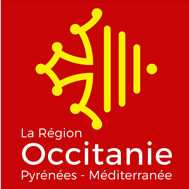 La Région
Occitanie
Pyrénées - Méditerranée